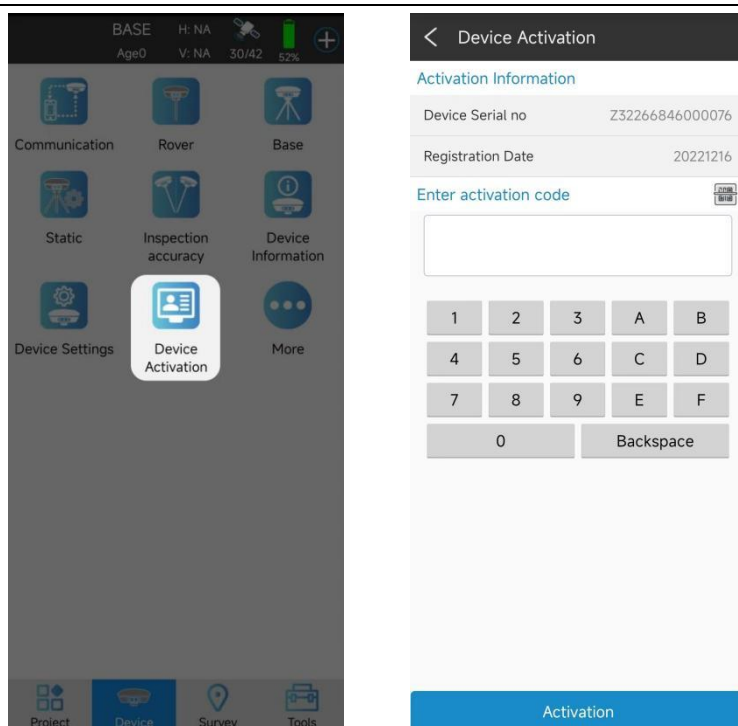 BASE H: NA
Age0 V: NA 30/42 52%
Communication
Rover
Base
Static
Inspection
accuracy
Device
Information
Device Settings
Device
Activation
More
Project
Device
Survey
Tools
Device Activation
Activation Information
Device Serial no Z32266846000076
Registration Date 20221216
Enter activation code
1 2 3 A B
4 5 6 C D
7 8 9 E F
0 Backspace
Activation